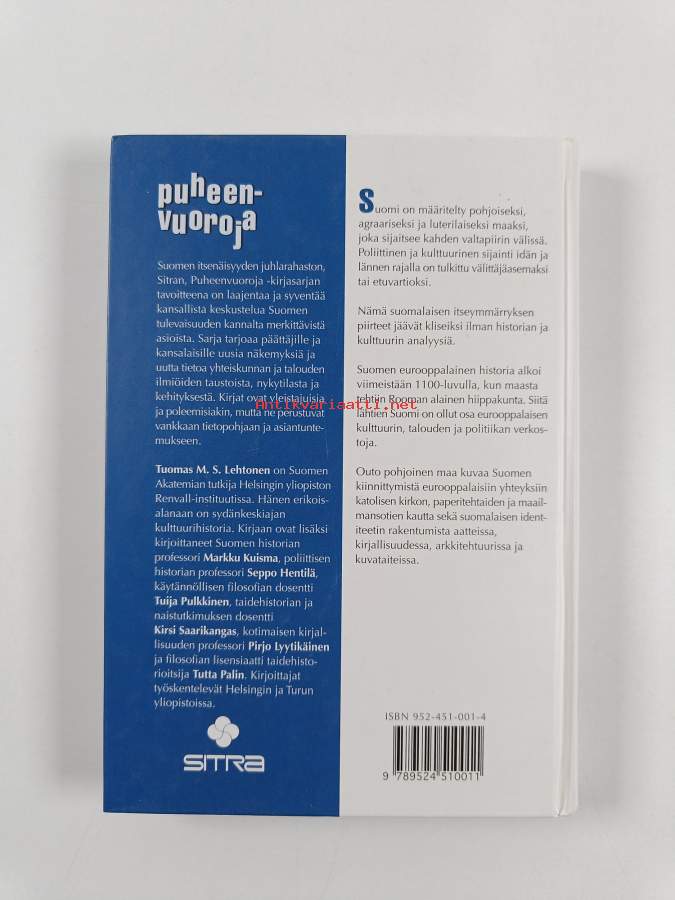 puheen-
vuoroja
Suomen itsenäisyyden juhlarahaston,
Sitran, Puheenvuoroja -kirjasarjan
tavoitteena on laajentaa ja syventää
kansallista keskustelua Suomen
tulevaisuuden kannalta merkittävistä
asioista. Sarja tarjoaa päättäjille ja
kansalaisille uusia näkemyksiä ja
uutta tietoa yhteiskunnan ja talouden
ilmiöiden taustoista, nykytilasta ja
kehityksestä. Kirjat ovat yleistajuisia
ja poleemisiakin, mutta ne perustuvat
vankkaan tietopohjaan ja asiantunte-
mukseen.
Tuomas M. S. Lehtonen on Suomen
Akatemian tutkija Helsingin yliopiston
Renvall-instituutissa. Hänen erikois-
alanaan on sydänkeskiajan
kulttuurihistoria. Kirjaan ovat lisäksi
kirjoittaneet Suomen historian
professori Markku Kuisma, poliittisen
historian professori Seppo Hentilä,
käytännöllisen filosofian dosentti
Tuija Pulkkinen, taidehistorian ja
naistutkimuksen dosentti
Kirsi Saarikangas, kotimaisen kirjal-
lisuuden professori Pirjo Lyytikäinen
ja filosofian lisensiaatti taidehisto-
rioitsija Tutta Palin. Kirjoittajat
työskentelevät Helsingin ja Turun
yliopistoissa.
SITRA
Suomi on määritelty pohjoiseksi,
agraariseksi ja luterilaiseksi maaksi,
joka sijaitsee kahden valtapiirin välissä.
Poliittinen ja kulttuurinen sijainti idän ja
lännen rajalla on tulkittu välittäjäasemaksi
tai etuvartioksi.
Nämä suomalaisen itseymmärryksen
piirteet jäävät kliseiksi ilman historian ja
kulttuurin analyysiä.
Suomen eurooppalainen historia alkoi
viimeistään 1100-luvulla, kun maasta
tehtiin Rooman alainen hiippakunta. Siitä
lähtien Suomi on ollut osa eurooppalaisen
kulttuurin, talouden ja politiikan verkos-
toja.
Outo pohjoinen maa kuvaa Suomen
kiinnittymistä eurooppalaisiin yhteyksiin
katolisen kirkon, paperitehtaiden ja maail-
mansotien kautta sekä suomalaisen ident-
iteetin rakentumista aatteissa,
kirjallisuudessa, arkkitehtuurissa ja
kuvataiteissa.
ISBN 952-451-001-4
9 789524 510011
Antikvariaatti.net